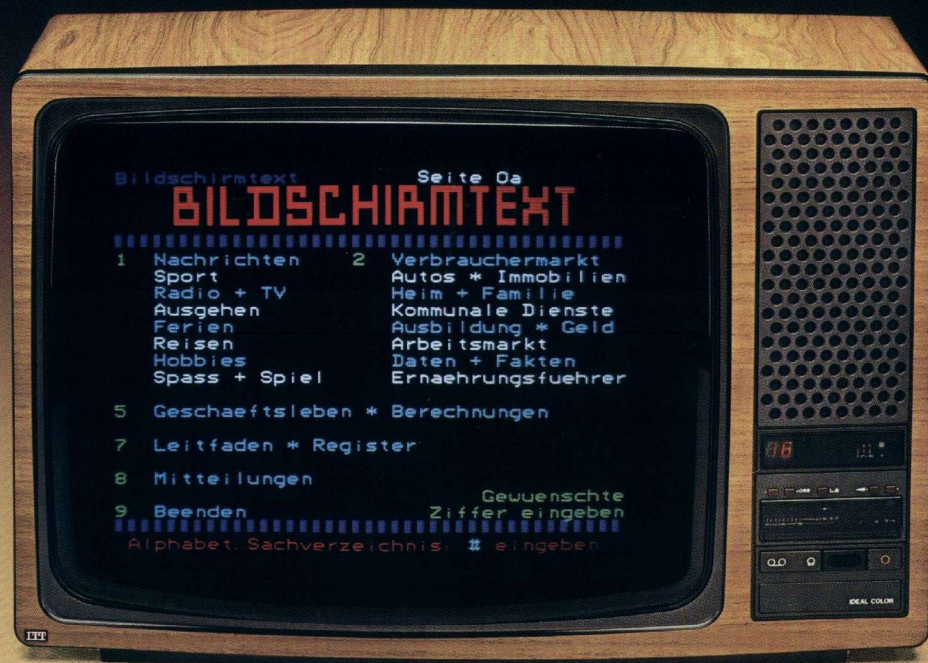 Bildschirmtext Seite 0a
BILDSCHIRMTEXT
1 Nachrichten 2 Verbrauchermarkt
Sport Autos * Immobilien
Radio + TV Heim + Familie
Ausgehen Kommunale Dienste
Ferien Ausbildung * Geld
Reisen Arbeitsmarkt
Hobbies Daten + Fakten
Spass + Spiel Ernaehrungsfuehrer
5 Geschaeftsleben * Berechnungen
7 Leitfaden * Register
8 Mitteilungen
Gewuenschte
9 Beenden Ziffer eingeben
Alphabet. Sachverzeichnis: # eingeben.
16
IDEAL COLOR
ITT